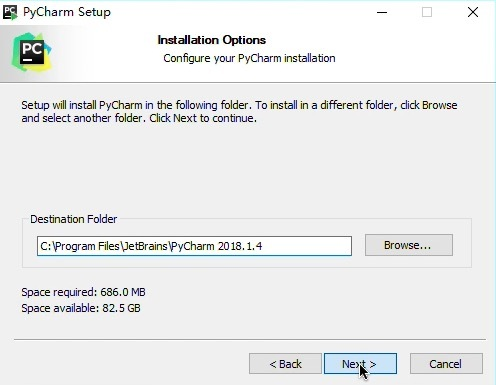 PC
PyCharm Setup
PC
Installation Options
Configure your PyCharm installation
Setup will install PyCharm in the following folder. To install in a different folder, click Browse
and select another folder. Click Next to continue.
Destination Folder
C:\Program Files\JetBrains\PyCharm 2018.1.4
Browse...
Space required: 686.0 MB
Space available: 82.5 GB
< Back
Next >
Cancel